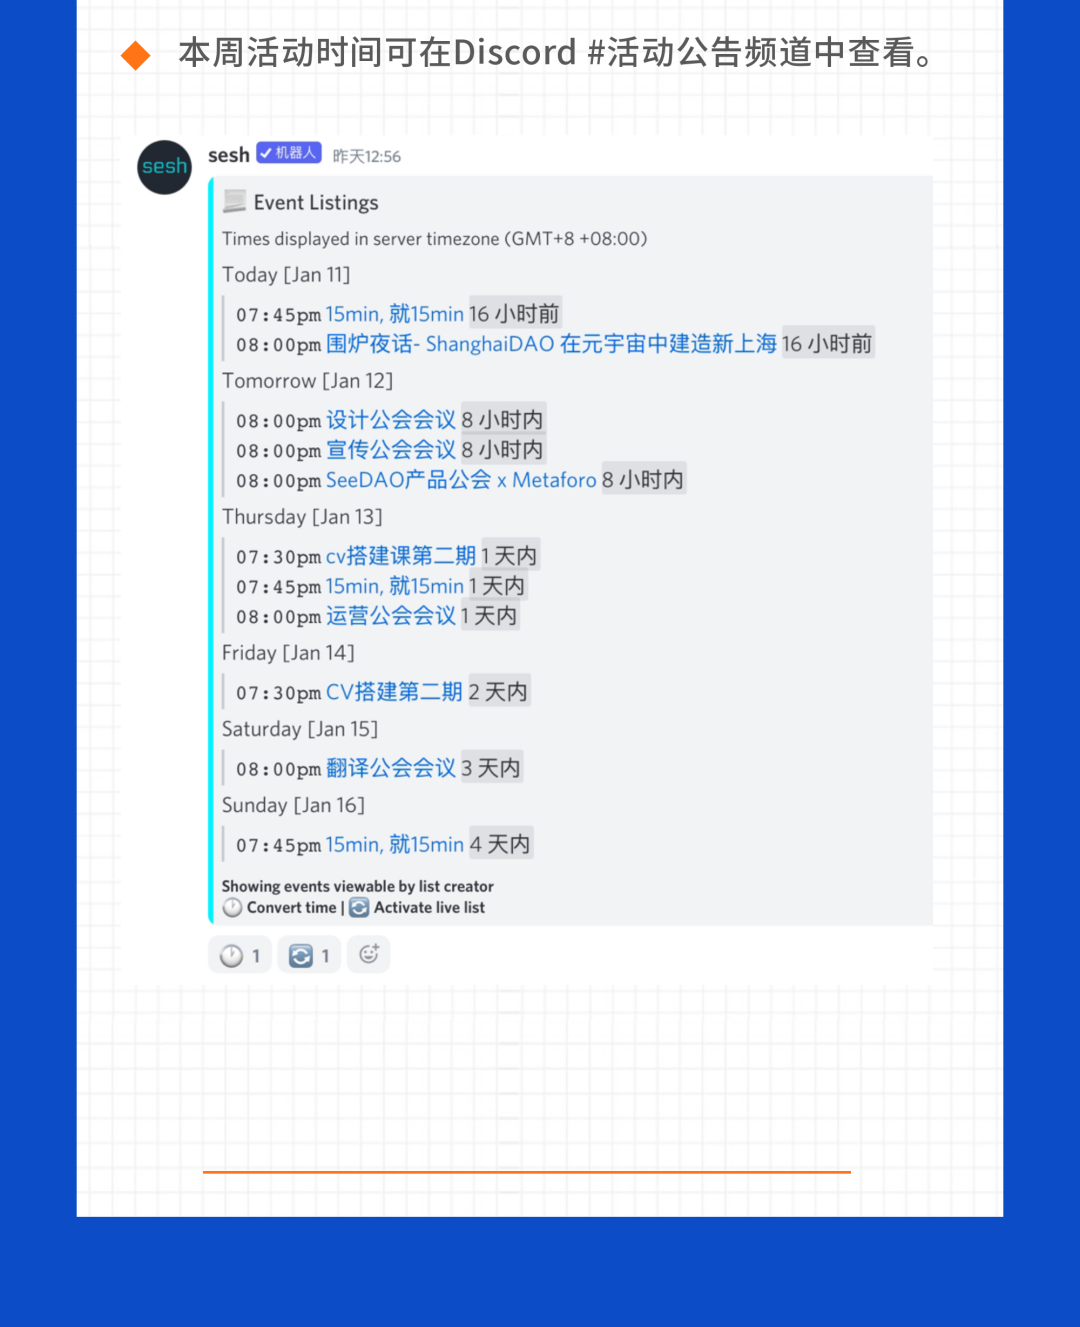 本周活动时间可在Discord #活动公告频道中查看。
sesh
sesh 机器人 昨天12:56
Event Listings
Times displayed in server timezone (GMT+8 +08:00)
Today [Jan 11]
07:45pm 15min, 就15min 16 小时前
08:00pm 围炉夜话- ShanghaiDAO 在元宇宙中建造新上海 16 小时前
Tomorrow [Jan 12]
08:00pm 设计公会会议 8 小时内
08:00pm 宣传公会会议 8 小时内
08:00pm SeeDAO产品公会 x Metaforo 8 小时内
Thursday [Jan 13]
07:30pm cv搭建课第二期 1 天内
07:45pm 15min, 就15min 1 天内
08:00pm 运营公会会议 1 天内
Friday [Jan 14]
07:30pm CV搭建第二期 2 天内
Saturday [Jan 15]
08:00pm 翻译公会会议 3 天内
Sunday [Jan 16]
07:45pm 15min, 就15min 4 天内
Showing events viewable by list creator
Convert time | Activate live list
1 1